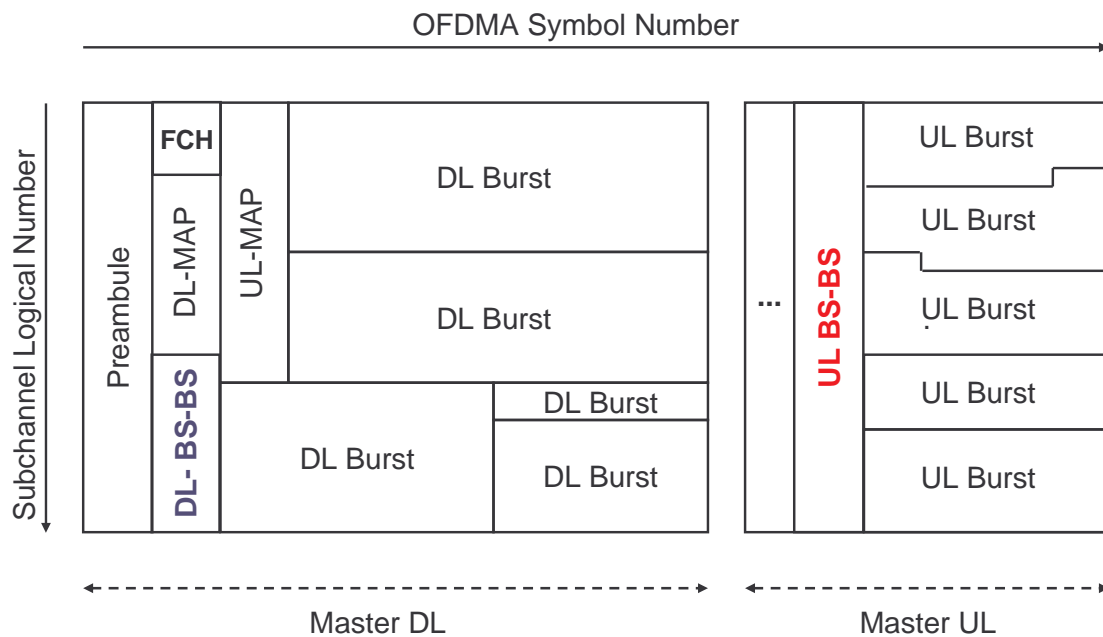 OFDMA Symbol Number
Subchannel Logical Number
Preambule
FCH
DL-MAP
DL- BS-BS
UL-MAP
DL Burst
DL Burst
DL Burst
DL Burst
DL Burst
...
UL BS-BS
UL Burst
UL Burst
UL Burst
UL Burst
UL Burst
Master DL
Master UL